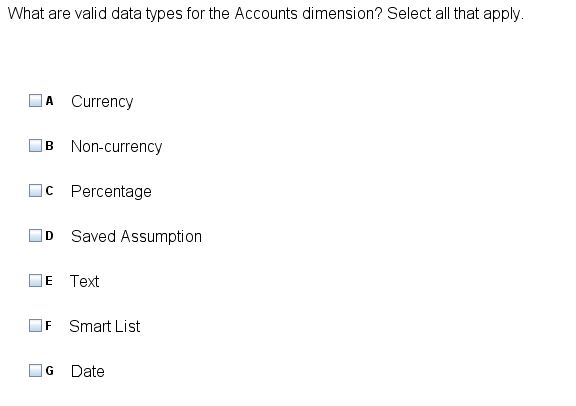 What are valid data types for the Accounts dimension? Select all that apply.
A Currency
B Non-currency
C Percentage
D Saved Assumption
E Text
F Smart List
G Date